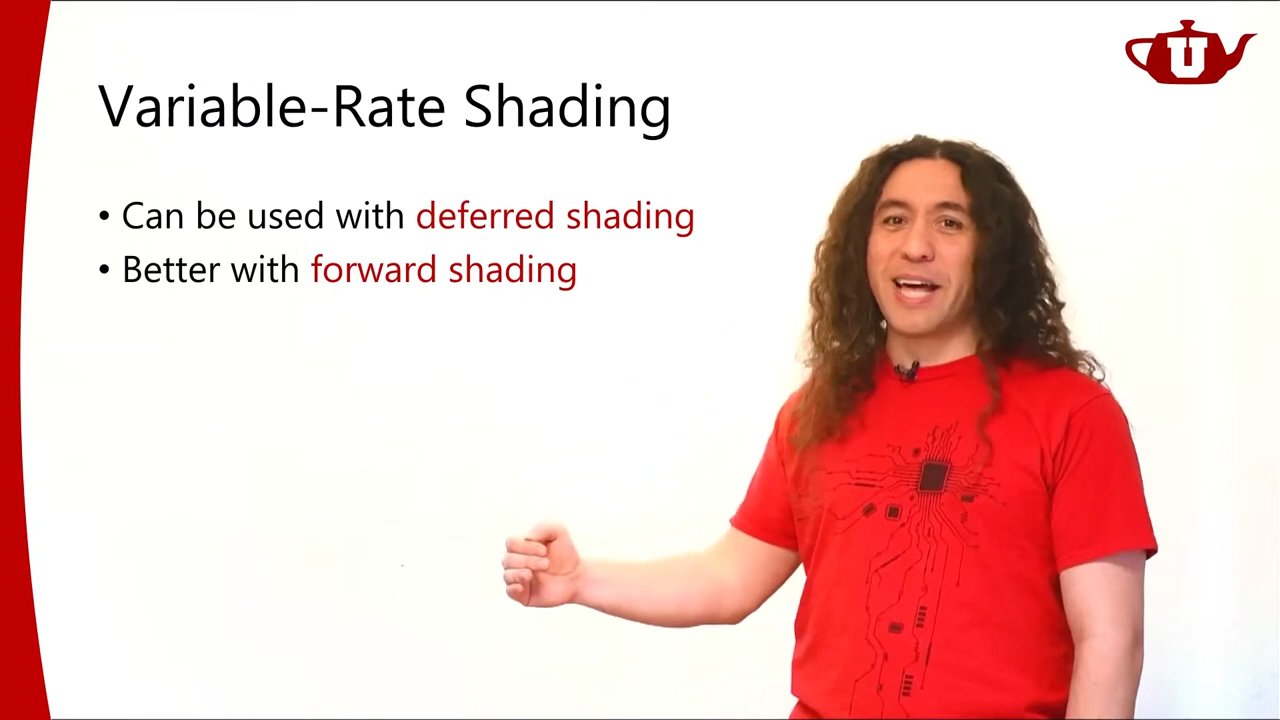 U
Variable-Rate Shading
• Can be used with deferred shading
• Better with forward shading